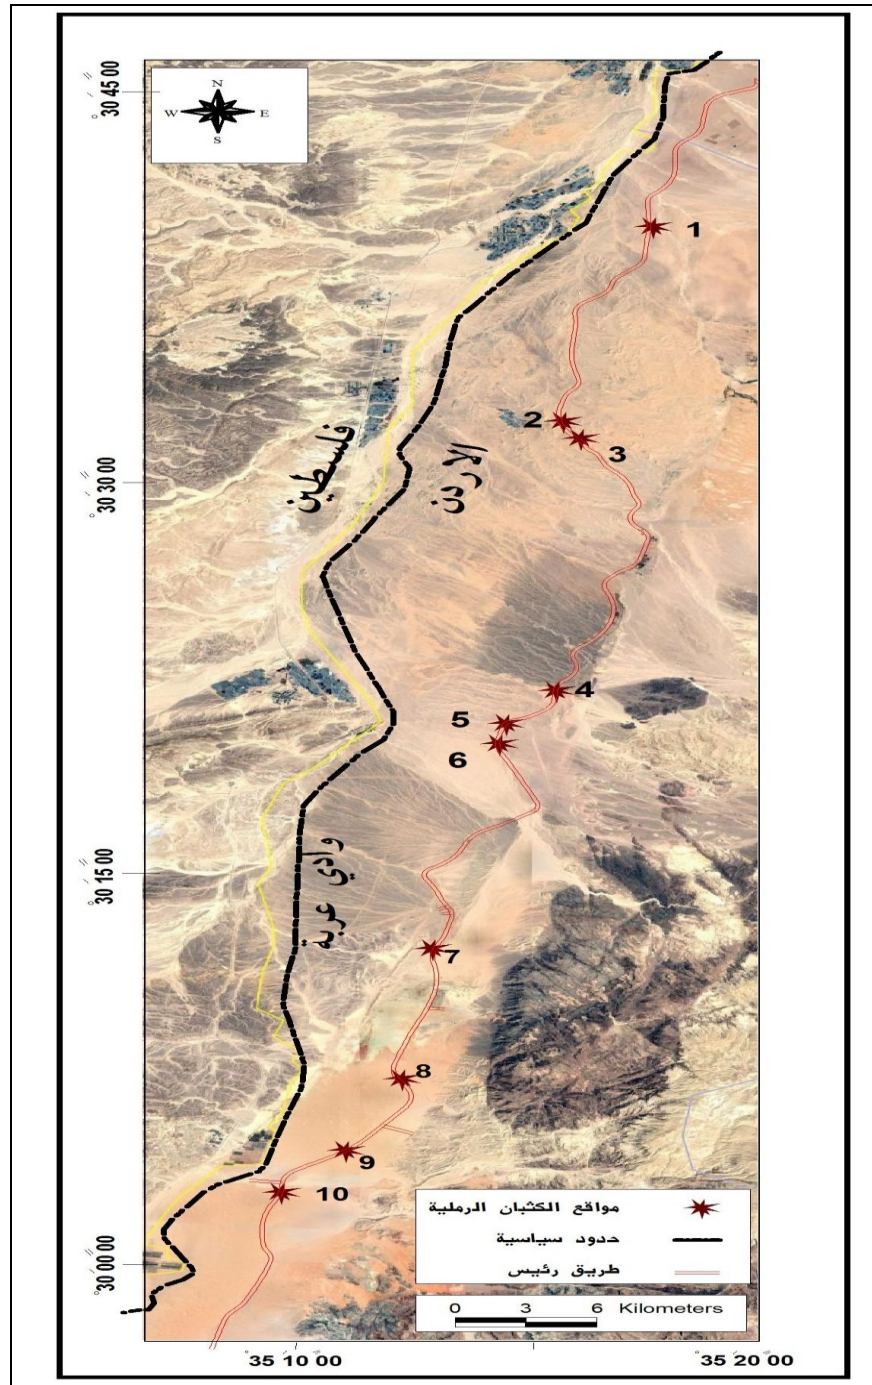 N
W E
S
30 45 00
1
2
3
فلسطين
الاردن
30 30 00
4
5
6
30 15 00
وادي عربة
7
8
9
10
مواقع الكثبان الرملية
حدود سياسية
طريق رئيس
30 00 00
0 3 6 Kilometers
35 10 00
35 20 00